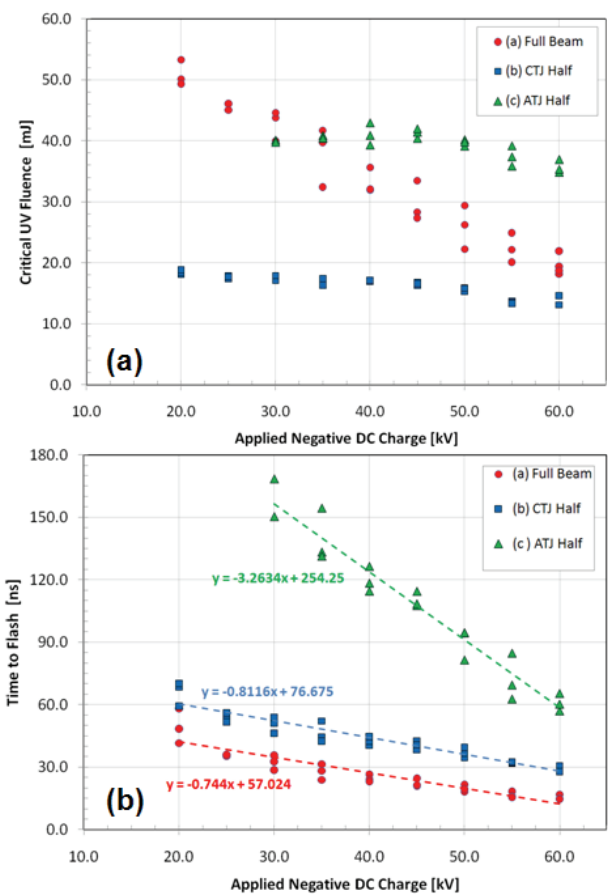 60.0
50.0
40.0
30.0
20.0
10.0
0.0
Critical UV Fluence [mJ]
(a) Full Beam
(b) CTJ Half
(c) ATJ Half
(a)
10.0 20.0 30.0 40.0 50.0 60.0
Applied Negative DC Charge [kV]
180.0
150.0
120.0
90.0
60.0
30.0
0.0
Time to Flash [ns]
(a) Full Beam
(b) CTJ Half
(c ) ATJ Half
y = -3.2634x + 254.25
y = -0.8116x + 76.675
y = -0.744x + 57.024
(b)
10.0 20.0 30.0 40.0 50.0 60.0
Applied Negative DC Charge [kV]